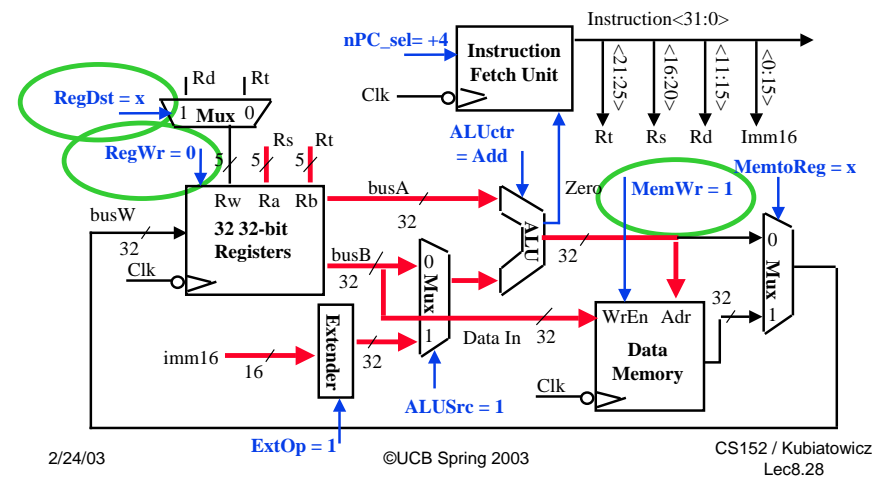 Instruction<31:0>
nPC_sel= +4
Instruction
Fetch Unit
Clk
<21:25>
<16:20>
<11:15>
<0:15>
Rt
Rs
Rd
Imm16
Rd
Rt
RegDst = x
1 Mux 0
RegWr = 0
5
5
5
Rs
Rt
ALUctr
= Add
Zero
MemWr = 1
MemtoReg = x
busW
32
Rw
Ra
Rb
32 32-bit
Registers
Clk
busA
32
busB
32
0
Mux
1
ALU
32
0
Mux
1
32
WrEn
Adr
Data
Memory
Clk
Data In
32
imm16
16
Extender
32
ALUSrc = 1
ExtOp = 1
2/24/03
©UCB Spring 2003
CS152 / Kubiatowicz
Lec8.28